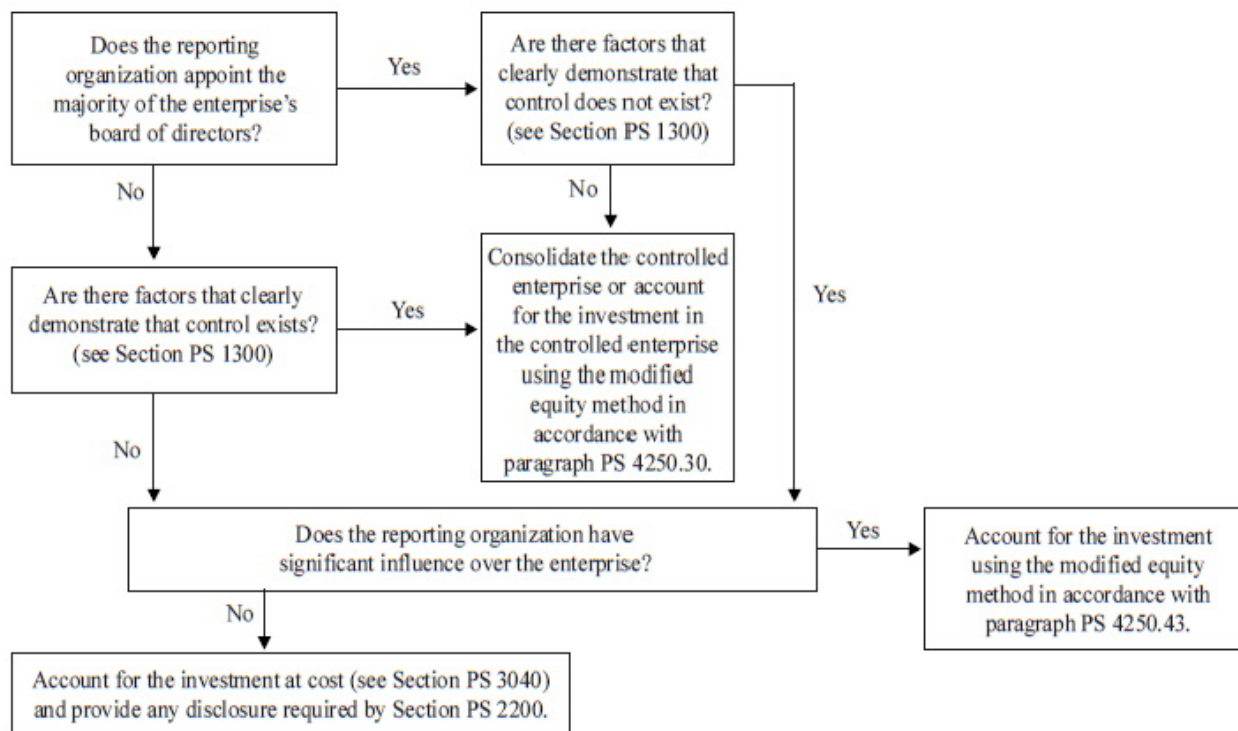 Does the reporting
organization appoint the
majority of the enterprise's
board of directors?
Yes
Are there factors that
clearly demonstrate that
control does not exist?
(see Section PS 1300)
No
No
Yes
Are there factors that clearly
demonstrate that control exists?
(see Section PS 1300)
Yes
Consolidate the controlled
enterprise or account
for the investment in
the controlled enterprise
using the modified
equity method in
accordance with
paragraph PS 4250.30.
No
Does the reporting organization have
significant influence over the enterprise?
Yes
Account for the investment
using the modified equity
method in accordance with
paragraph PS 4250.43.
No
Account for the investment at cost (see Section PS 3040)
and provide any disclosure required by Section PS 2200.